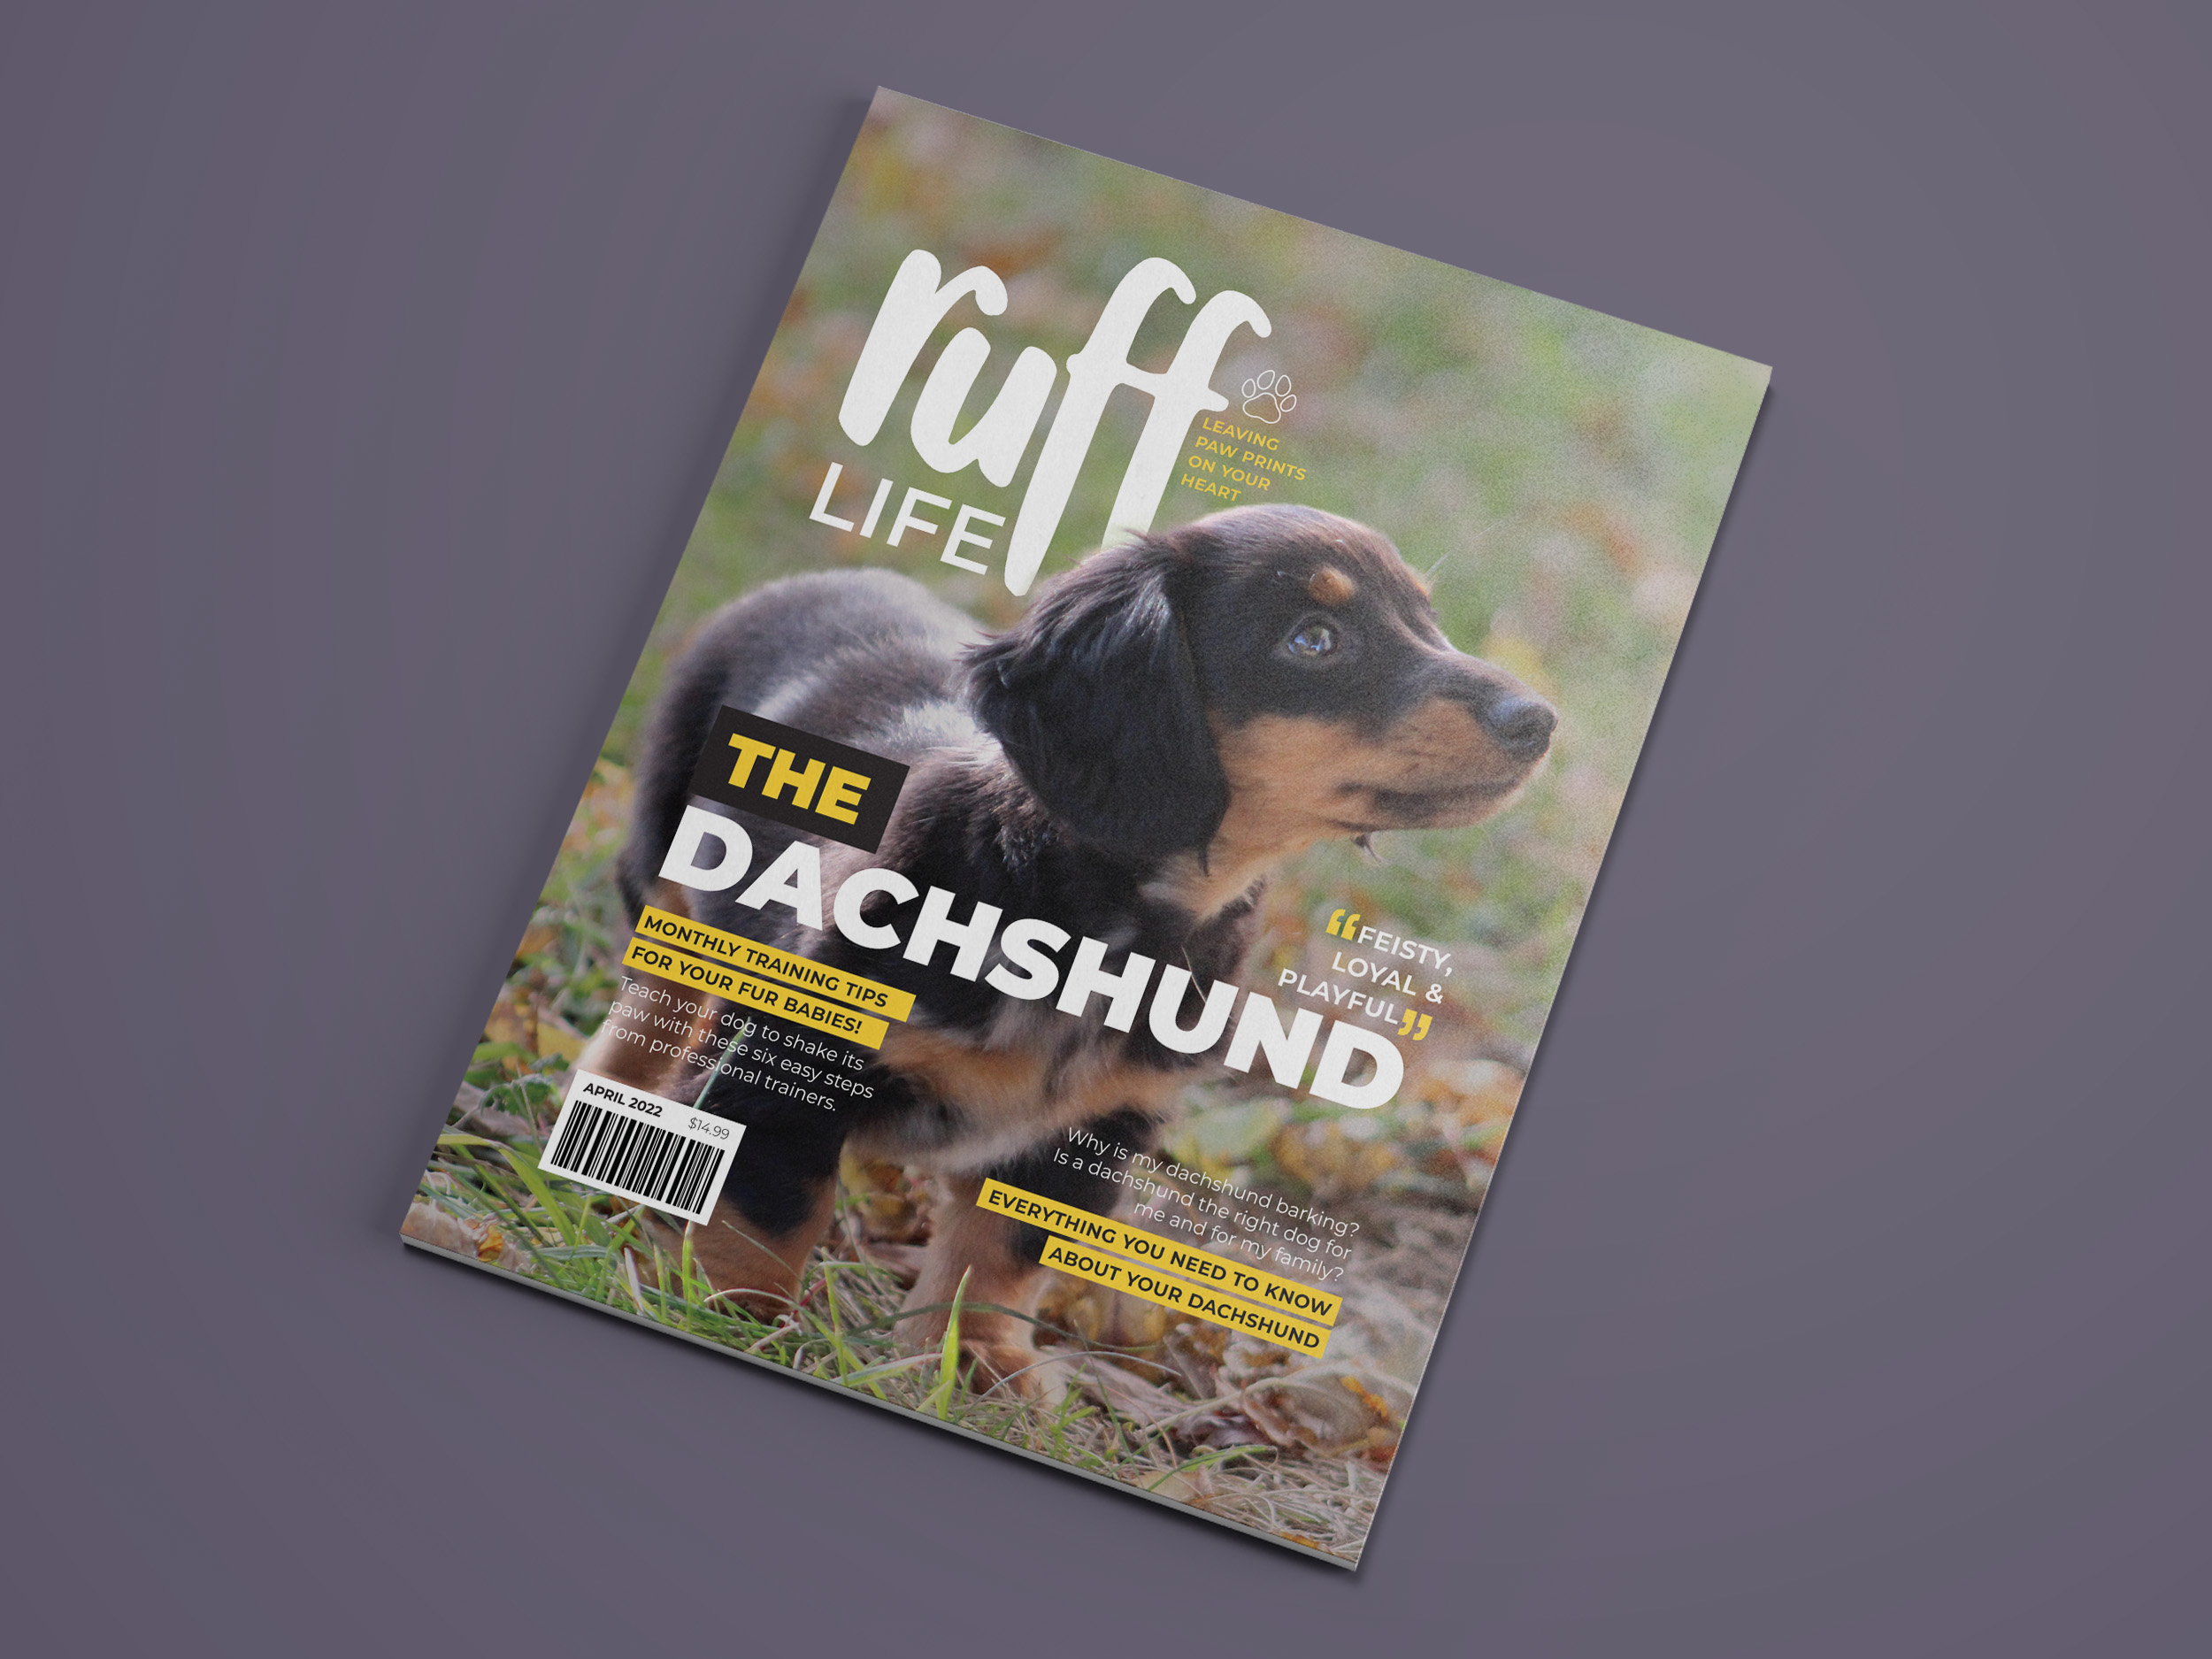 ruff
LIFE
LEAVING
PAW PRINTS
ON YOUR
HEART
THE
DACHSHUND
"FEISTY,
LOYAL &
PLAYFUL"
MONTHLY TRAINING TIPS
FOR YOUR FUR BABIES!
Teach your dog to shake its
paw with these six easy steps
from professional trainers.
APRIL 2022
$14.99
Why is my dachshund barking?
Is a dachshund the right dog for
me and for my family?
EVERYTHING YOU NEED TO KNOW
ABOUT YOUR DACHSHUND